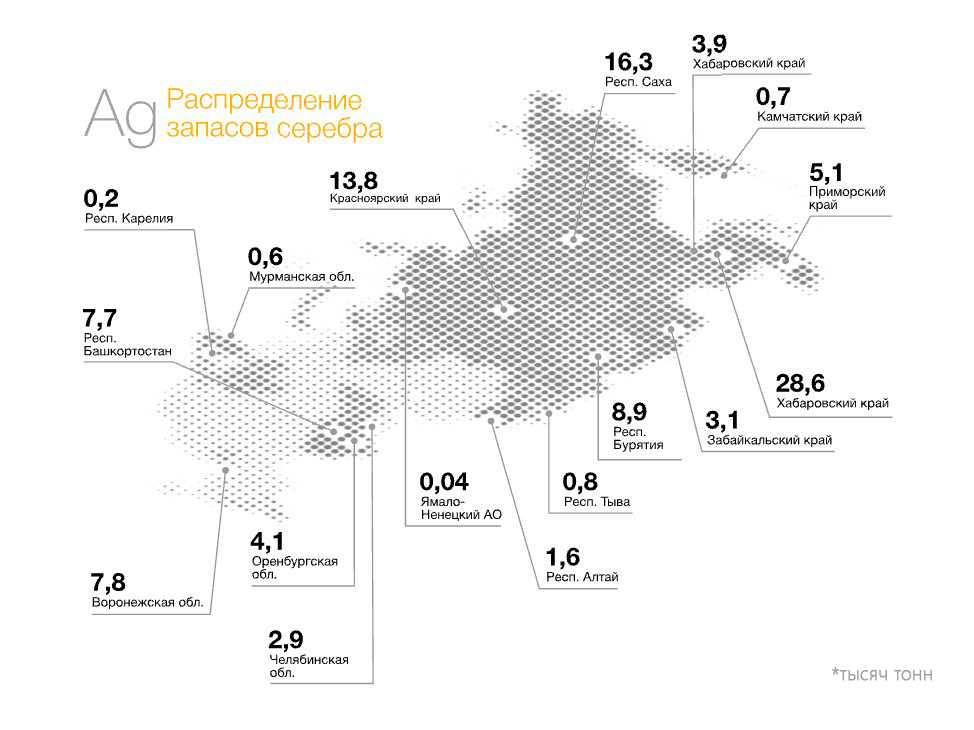 Ag
Распределение
запасов серебра
16,3
Респ. Саха
3,9
Хабаровский край
0,7
Камчатский край
5,1
Приморский
край
13,8
Красноярский край
0,2
Респ. Карелия
0,6
Мурманская обл.
7,7
Респ.
Башкортостан
28,6
Хабаровский край
3,1
Забайкальский край
8,9
Респ.
Бурятия
0,04
Ямало-
Ненецкий АО
0,8
Респ. Тыва
1,6
Респ. Алтай
4,1
Оренбургская
обл.
7,8
Воронежская обл.
2,9
Челябинская
обл.
*тысяч тонн